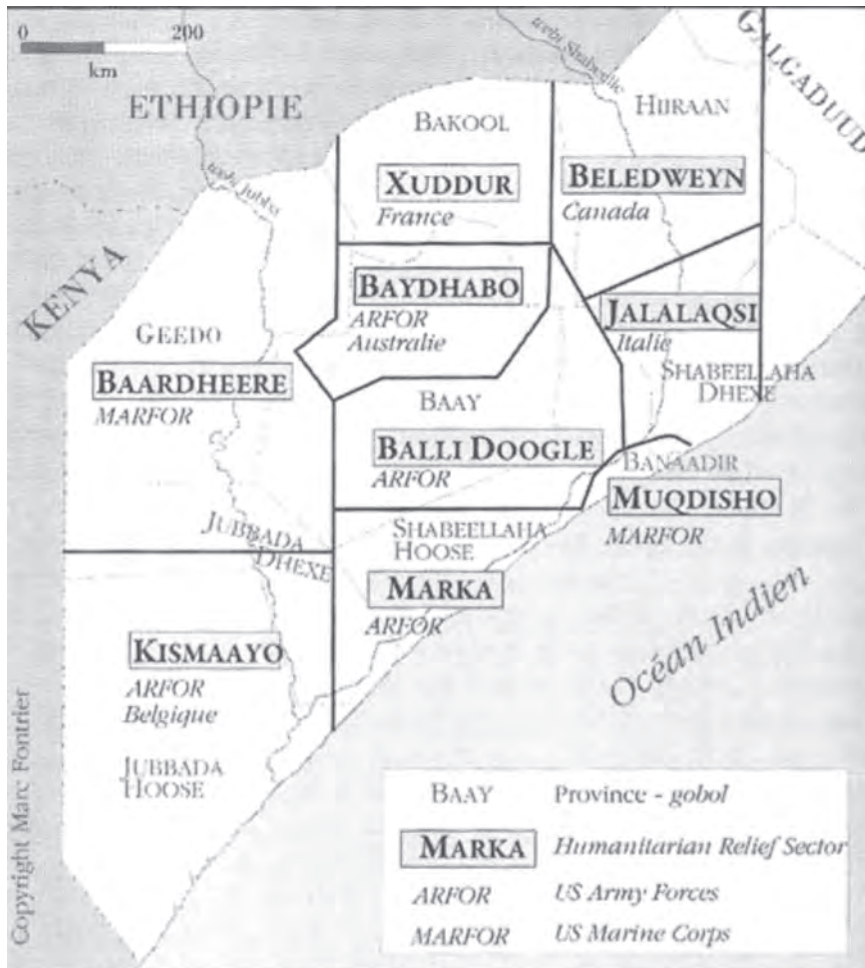 0 200
km
webi Shabeelle
GALGADUUD
ETHIOPIE
HIIRAAN
BAKOOL
webi Jubba
XUDDUR
France
BELEDWEYN
Canada
KENYA
BAYDHABO
ARFOR
Australie
JALALAQSI
Italie
GEEDO
BAARDHEERE
MARFOR
SHABEELLAHA
DHEXE
BAAY
BALLI DOOGLE
ARFOR
BANAADIR
MUQDISHO
MARFOR
JUBBADA
DHEXE
SHABEELLAHA
HOOSE
MARKA
ARFOR
KISMAAYO
ARFOR
Belgique
JUBBADA
HOOSE
Océan Indien
Copyright Marc Fontrier
BAAY Province - gobol
MARKA Humanitarian Relief Sector
ARFOR US Army Forces
MARFOR US Marine Corps